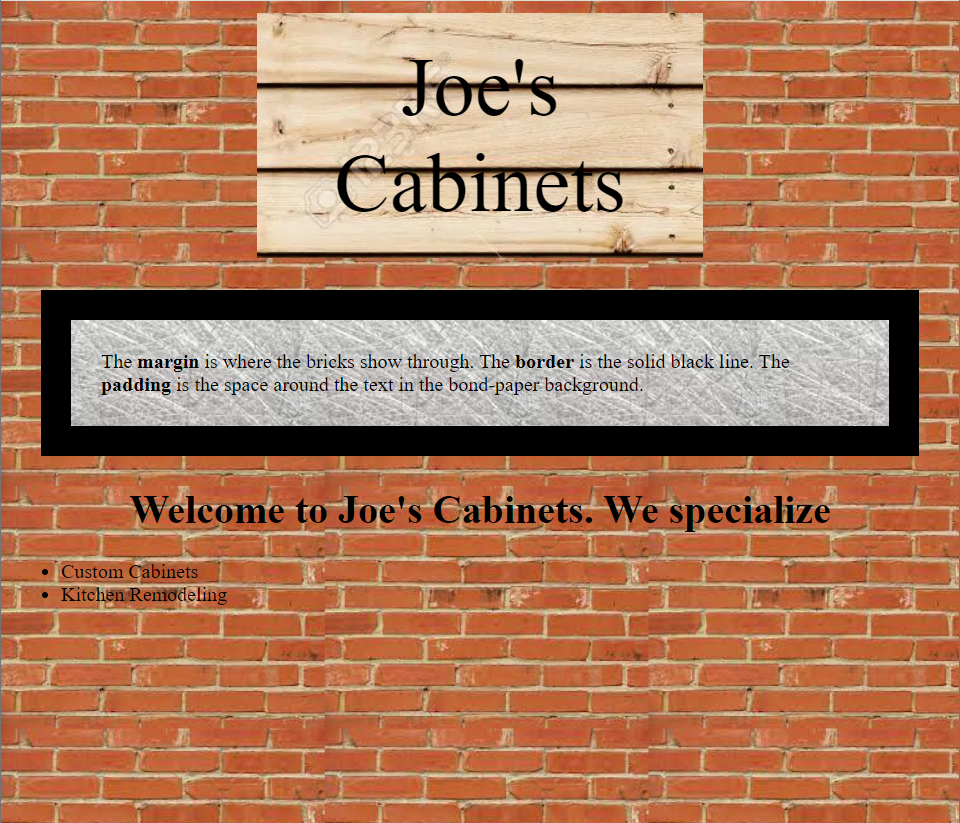 Joe's
Cabinets
The margin is where the bricks show through. The border is the solid black line. The
padding is the space around the text in the bond-paper background.
Welcome to Joe's Cabinets. We specialize
• Custom Cabinets
• Kitchen Remodeling